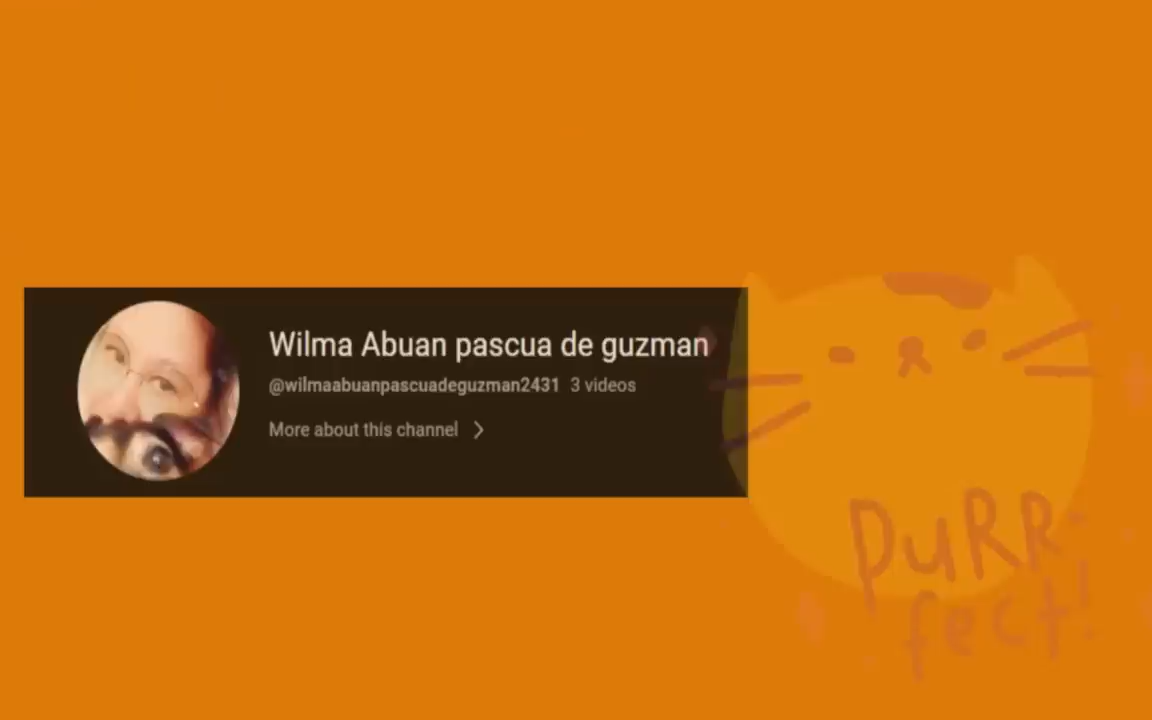 Wilma Abuan pascua de guzman
@wilmaabuanpascuadeguzman2431 3 videos
More about this channel
PuRR-
fect!